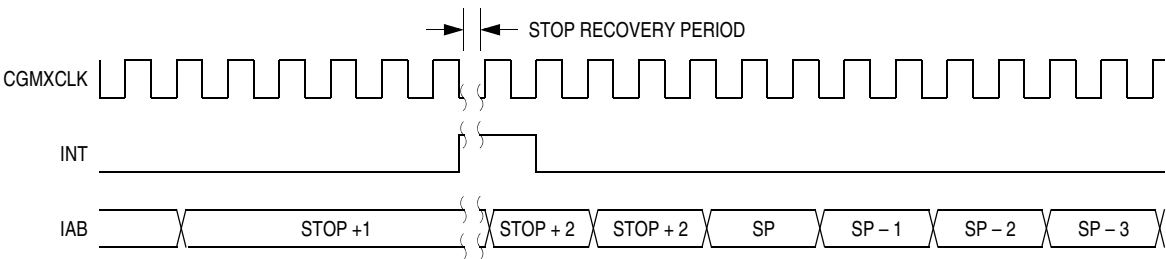 STOP RECOVERY PERIOD
CGMXCLK
INT
IAB STOP +1 STOP + 2 STOP + 2 SP SP – 1 SP – 2 SP – 3